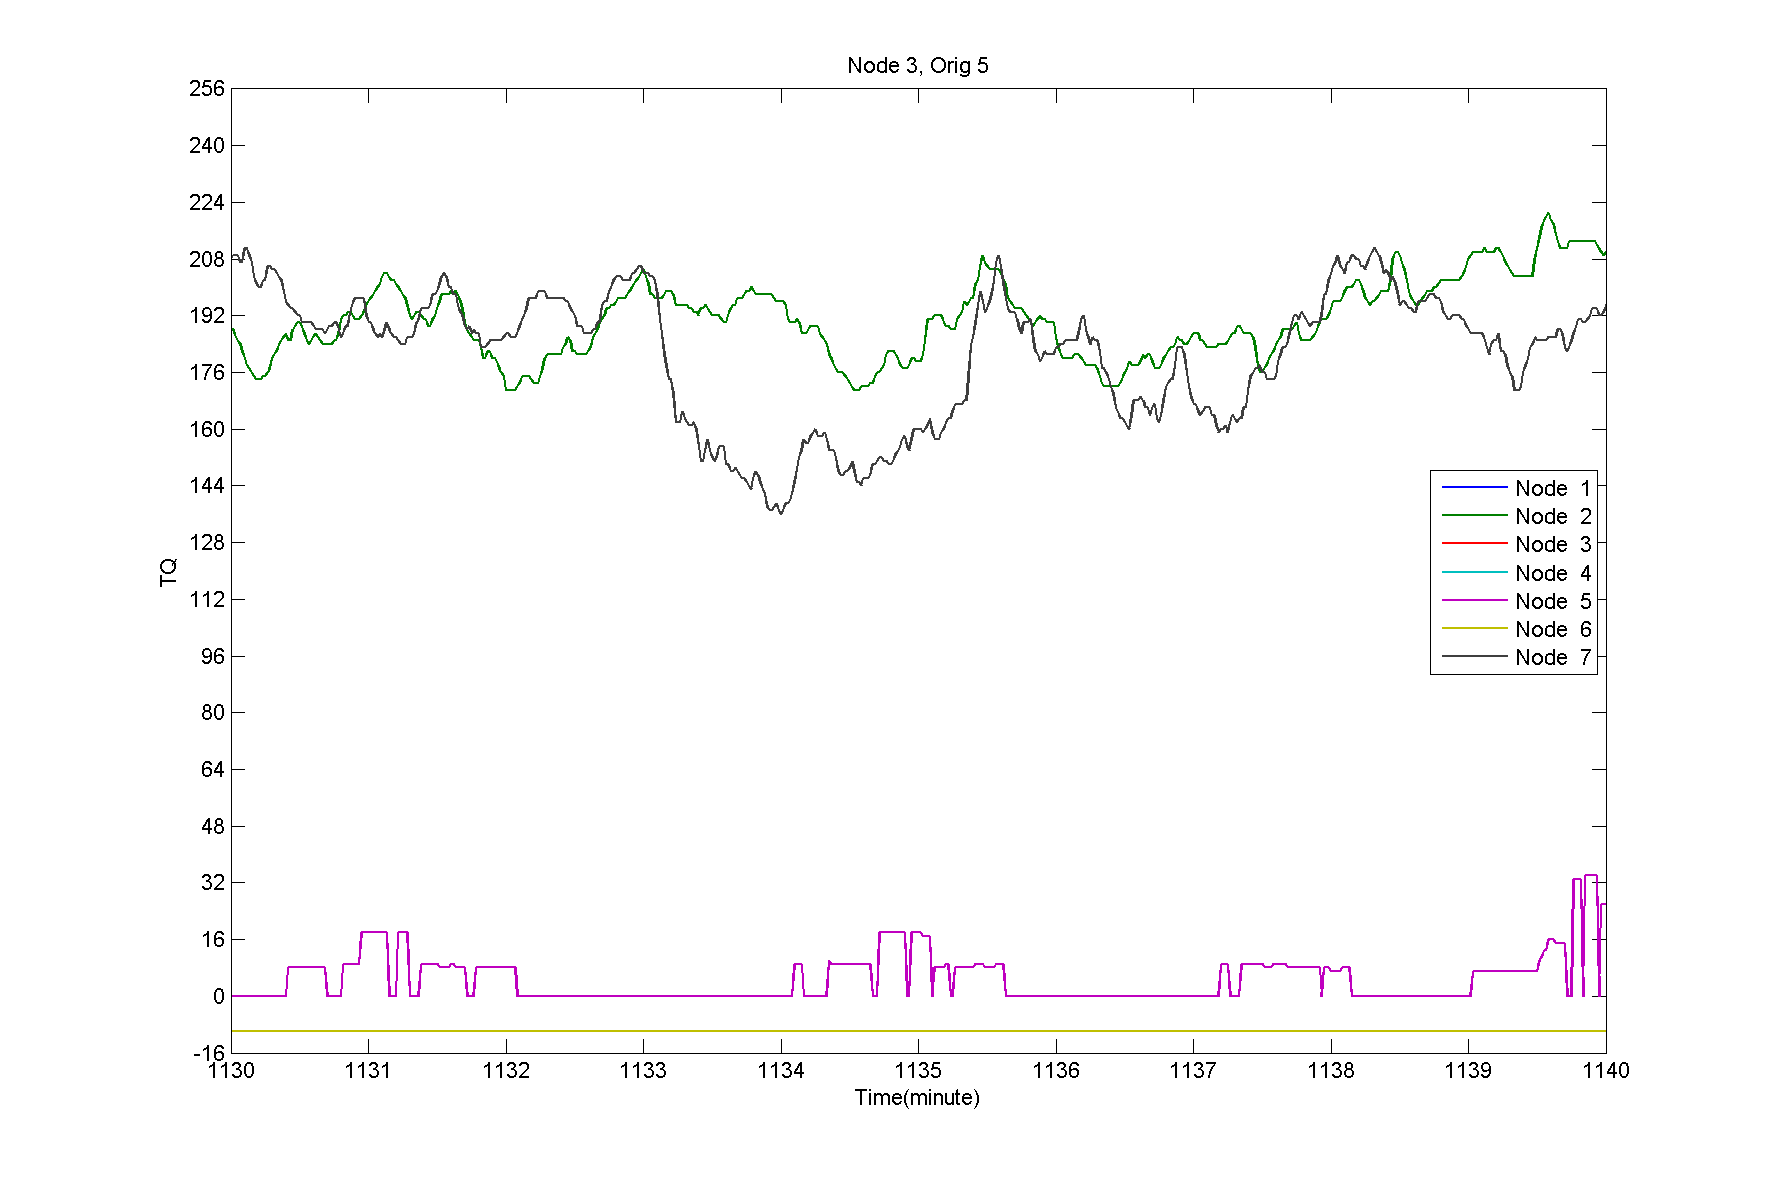 Node 3, Orig 5
256
240
224
208
192
176
160
144
128
112
96
80
64
48
32
16
0
-16
TQ
Node 1
Node 2
Node 3
Node 4
Node 5
Node 6
Node 7
1130 1131 1132 1133 1134 1135 1136 1137 1138 1139 1140
Time(minute)